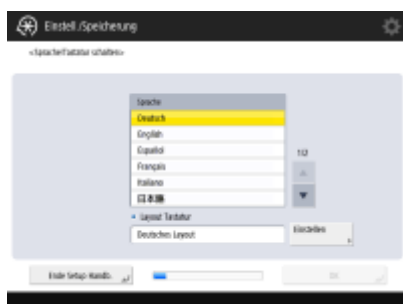 Einstell./Speicherung
<Sprache/Tastatur schalten>
Sprache
Deutsch
English
Español
Français
Italiano
日本語
1/2
Layout Tastatur
Deutsches Layout
Einstellen
Ende Setup-Handb.
OK